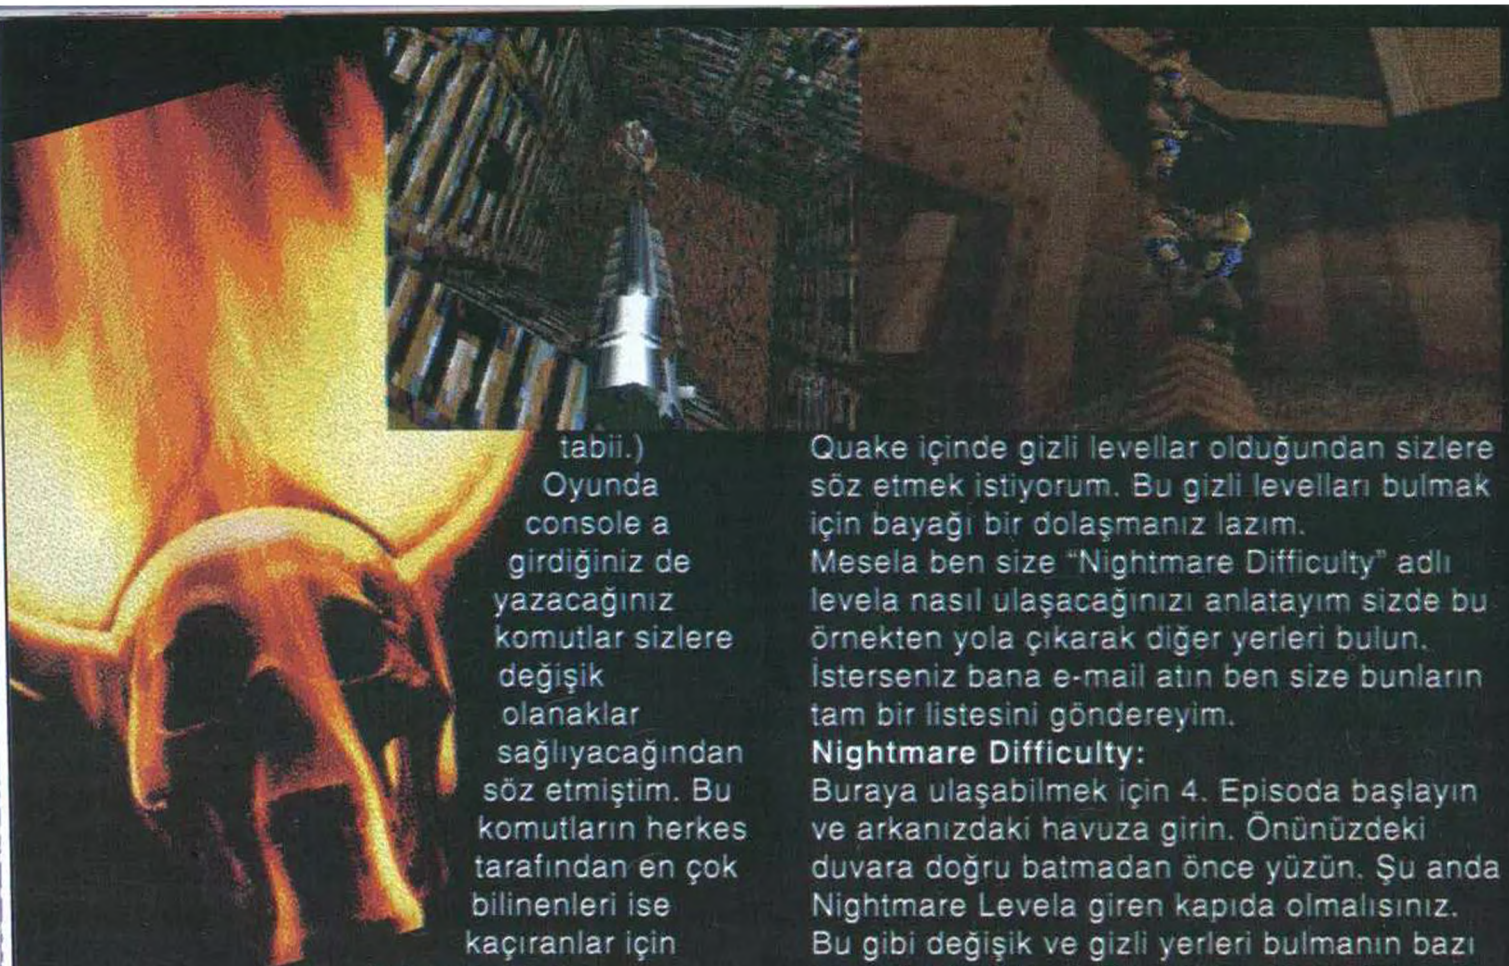 tabii.)
Oyunda
console a
girdiğiniz de
yazacağınız
komutlar sizlere
değişik
olanaklar
sağlıyacağından
söz etmiştim. Bu
komutların herkes
tarafından en çok
bilinenleri ise
kaçıranlar için
Quake içinde gizli levellar olduğundan sizlere
söz etmek istiyorum. Bu gizli levelları bulmak
için bayağı bir dolaşmanız lazım.
Mesela ben size "Nightmare Difficulty" adlı
levela nasıl ulaşacağınızı anlatayım sizde bu
örnekten yola çıkarak diğer yerleri bulun.
İsterseniz bana e-mail atın ben size bunların
tam bir listesini göndereyim.
Nightmare Difficulty:
Buraya ulaşabilmek için 4. Episoda başlayın
ve arkanızdaki havuza girin. Önünüzdeki
duvara doğru batmadan önce yüzün. Şu anda
Nightmare Levela giren kapıda olmalısınız.
Bu gibi değişik ve gizli yerleri bulmanın bazı